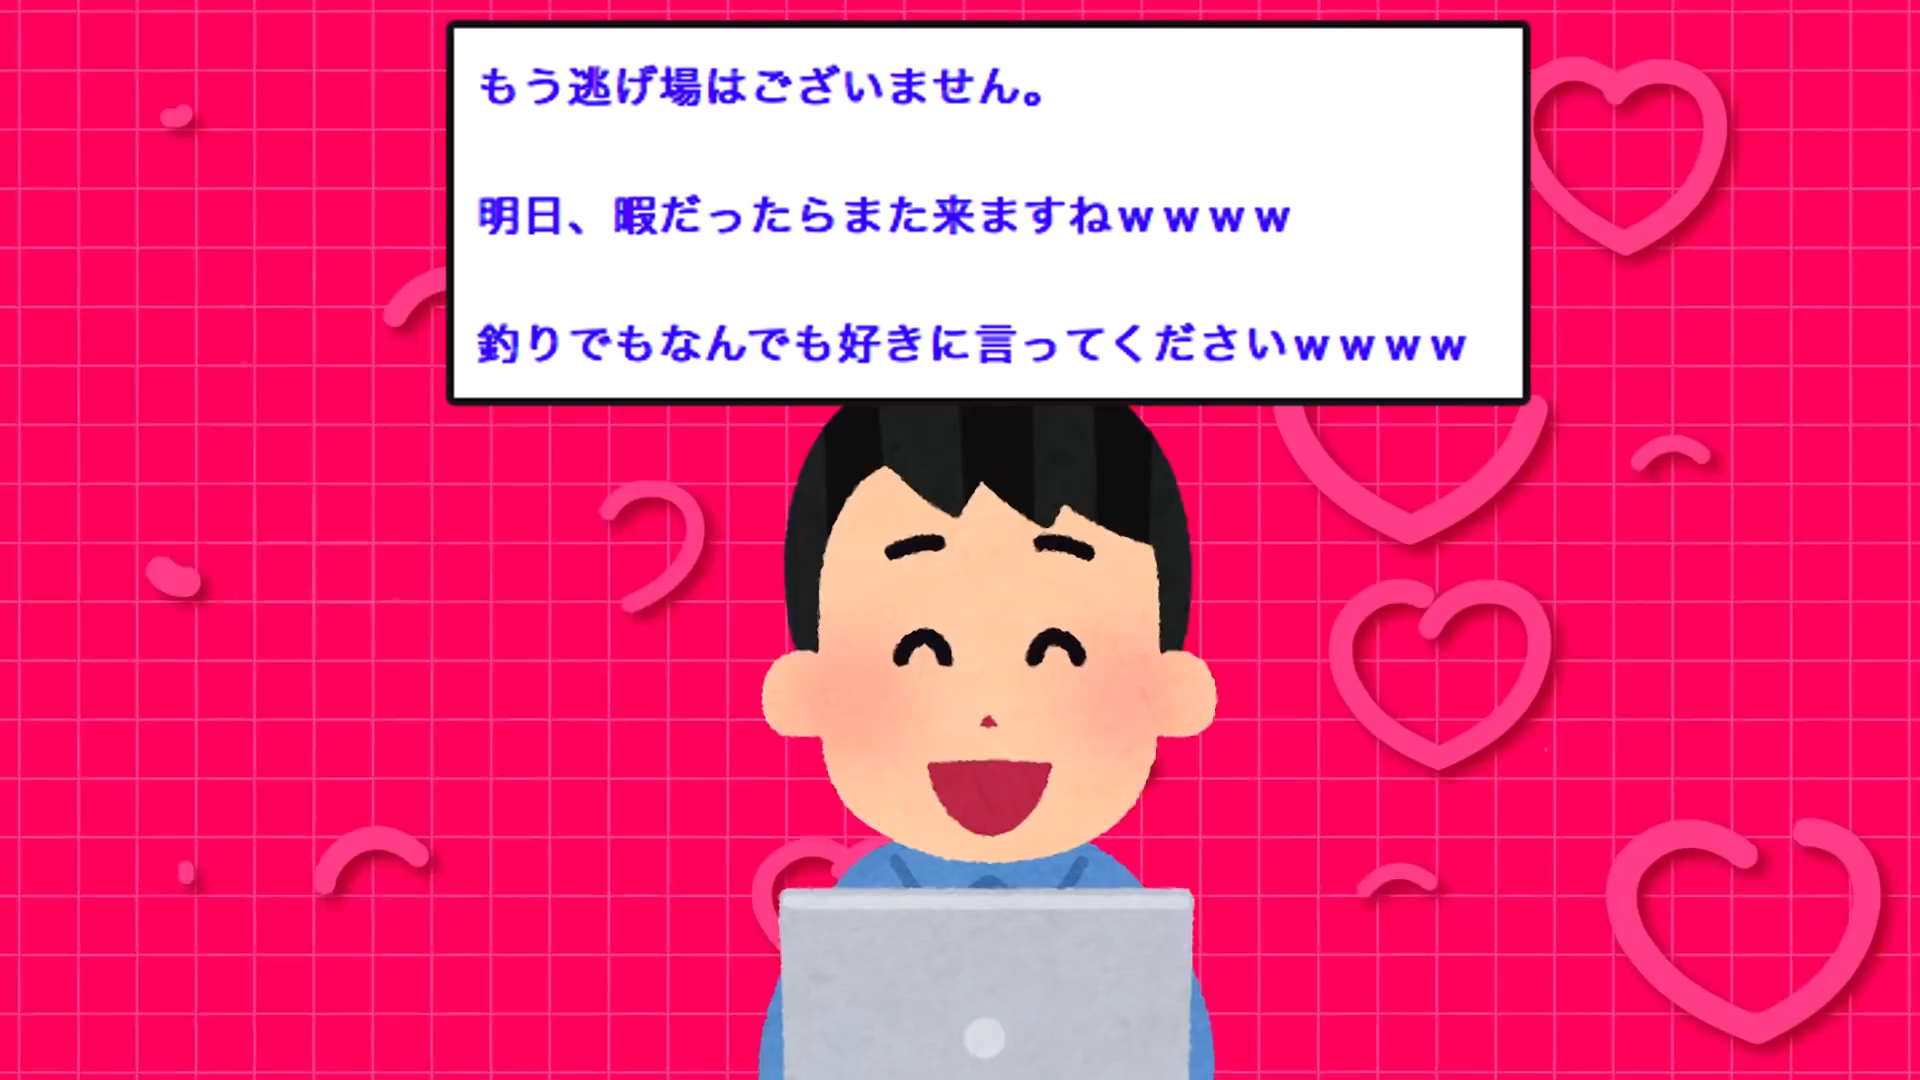 もう逃げ場はございません。
明日、暇だったらまた来ますねｗｗｗｗ
釣りでもなんでも好きに言ってくださいｗｗｗｗ